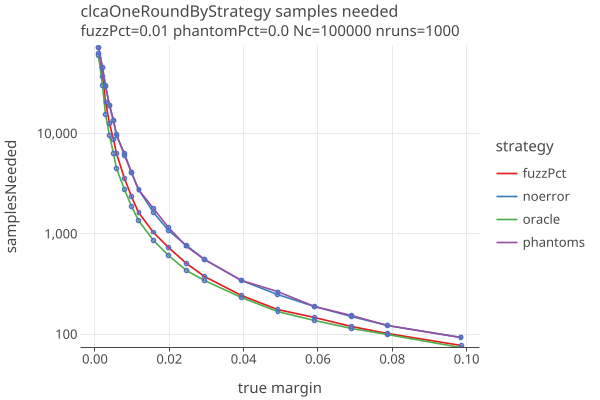 clcaOneRoundByStrategy samples needed
fuzzPct=0.01 phantomPct=0.0 Nc=100000 nruns=1000
samplesNeeded
10,000
1,000
100
0.00 0.02 0.04 0.06 0.08 0.10
true margin
strategy
fuzzPct
noerror
oracle
phantoms